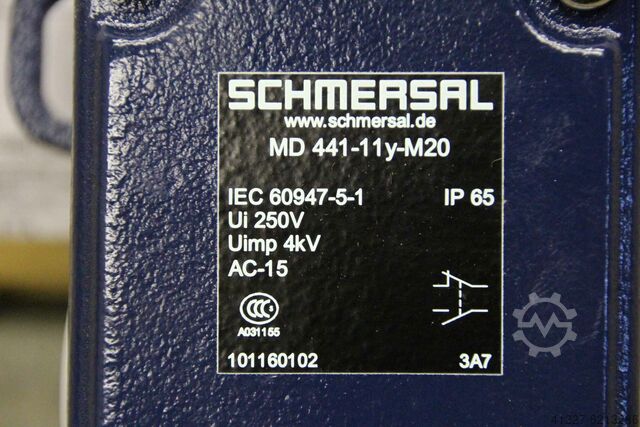 SCHMERSAL
www.schmersal.de
MD 441-11y-M20
IEC 60947-5-1 IP 65
Ui 250V
Uimp 4kV
AC-15
CCC
A031155
101160102 3A7